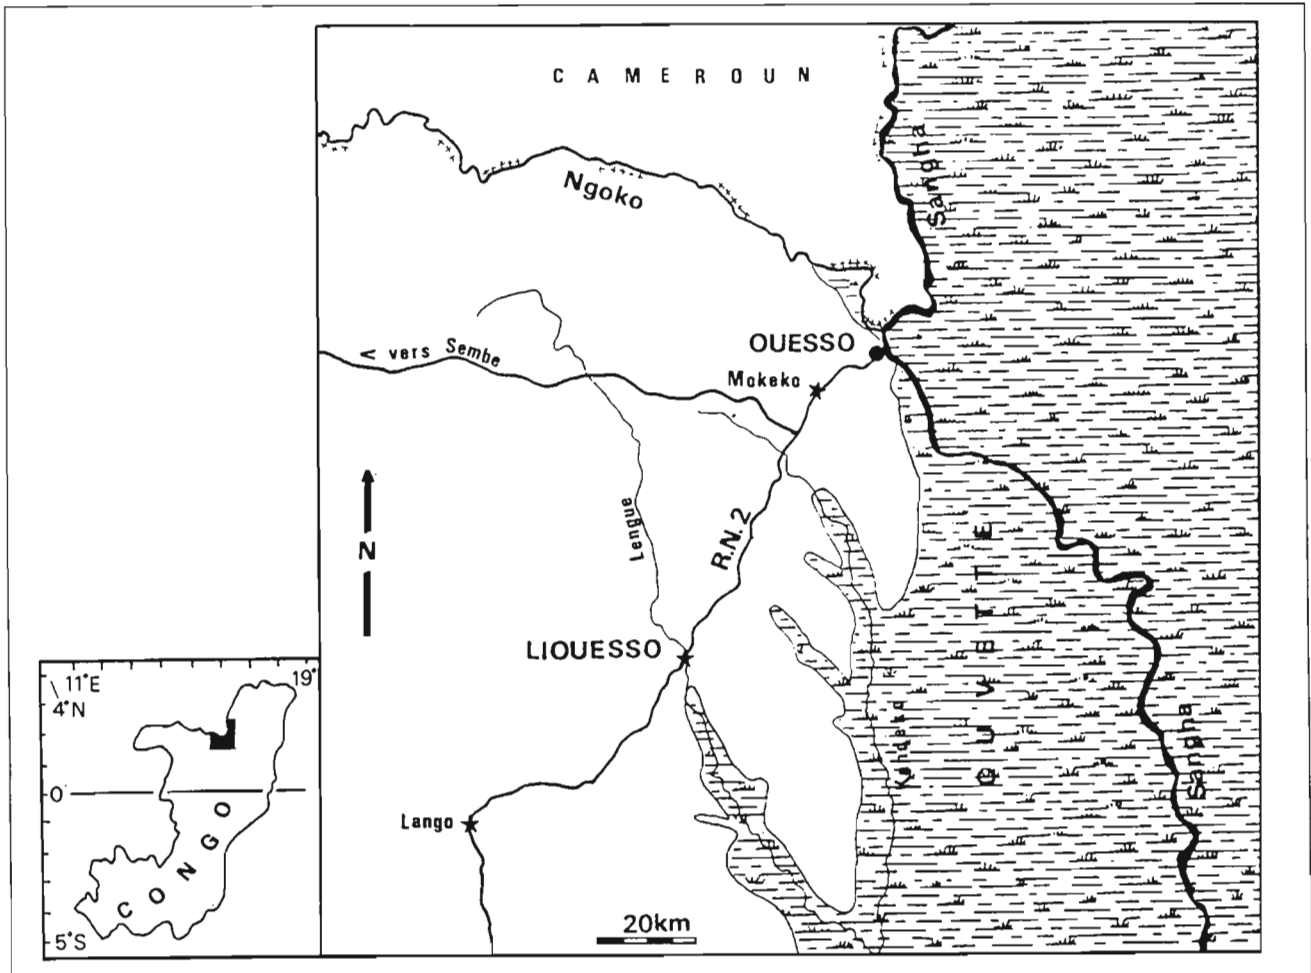 CAMEROUN
Sangha
Ngoko
OUESSO
< vers Sembe
Mokeko
N
Lengue
R.N. 2
CUVETTE
LIOUESSO
Sangha
11°E
19°
4°N
0°
CONGO
5°S
Lango
20km